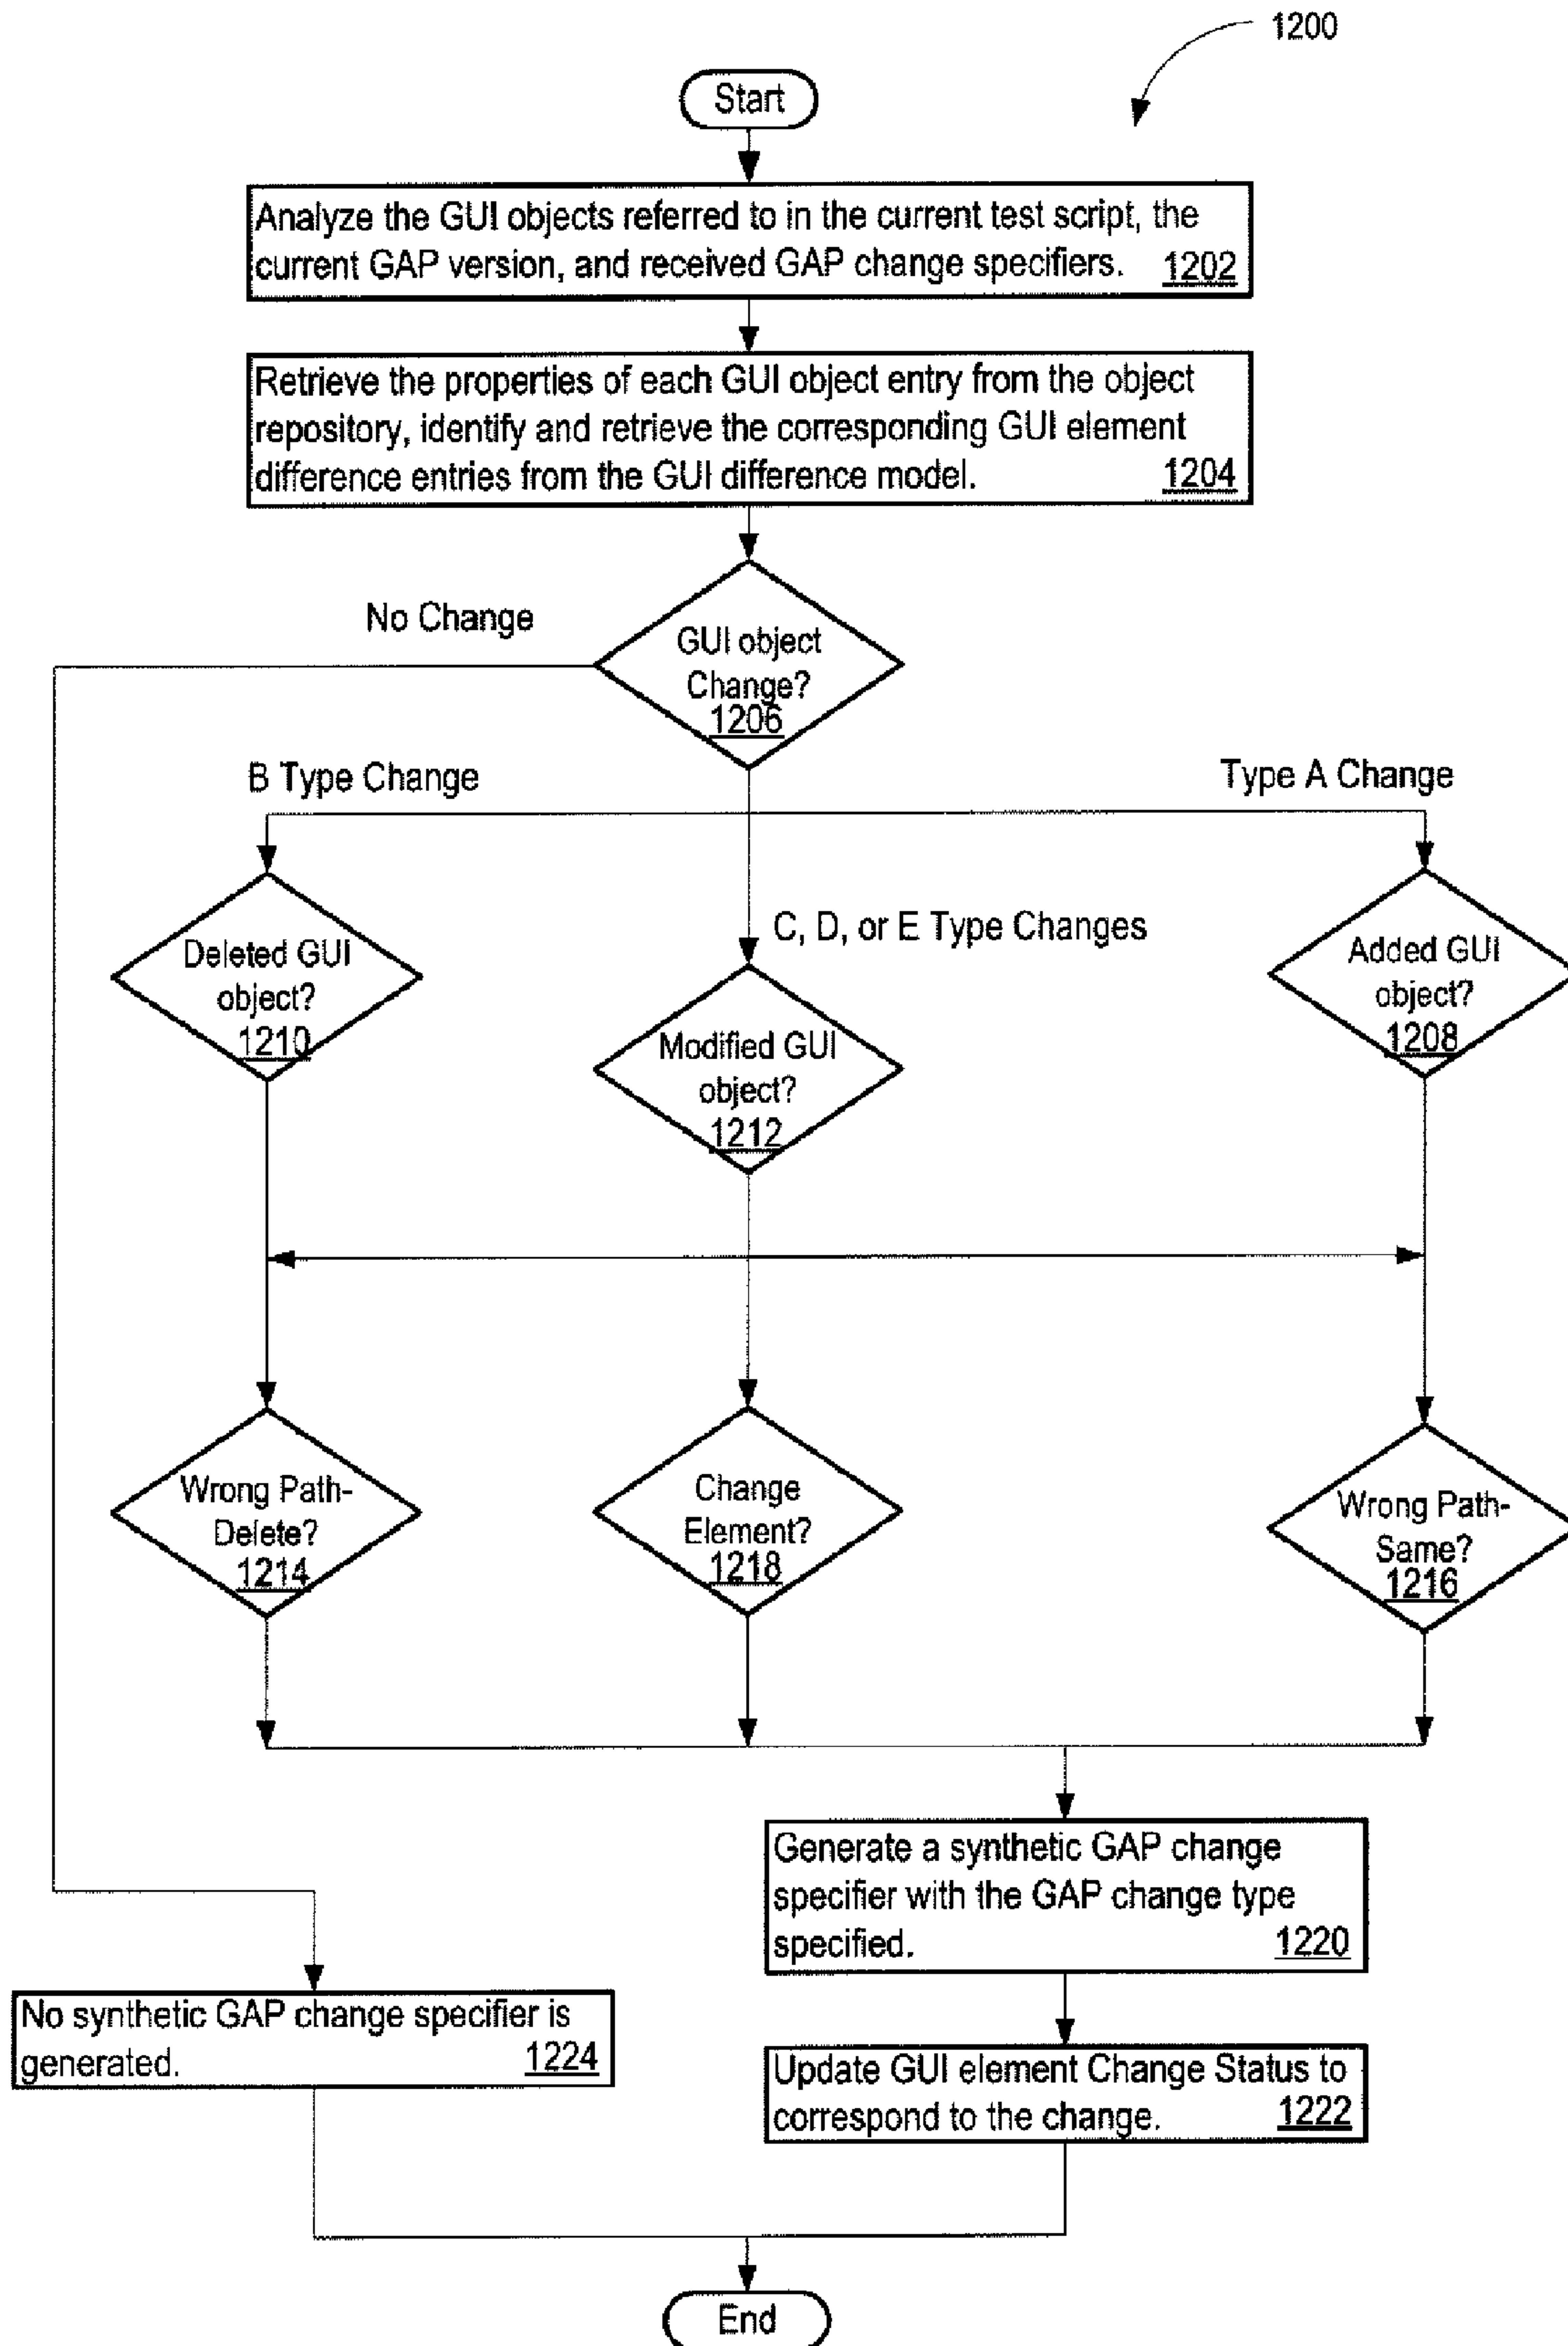 1200
Start
Analyze the GUI objects referred to in the current test script, the
current GAP version, and received GAP change specifiers. 1202
Retrieve the properties of each GUI object entry from the object
repository, identify and retrieve the corresponding GUI element
difference entries from the GUI difference model. 1204
No Change
GUI object
Change?
1206
B Type Change
Type A Change
C, D, or E Type Changes
Deleted GUI
object?
1210
Modified GUI
object?
1212
Added GUI
object?
1208
Wrong Path-
Delete?
1214
Change
Element?
1218
Wrong Path-
Same?
1216
Generate a synthetic GAP change
specifier with the GAP change type
specified. 1220
No synthetic GAP change specifier is
generated. 1224
Update GUI element Change Status to
correspond to the change. 1222
End